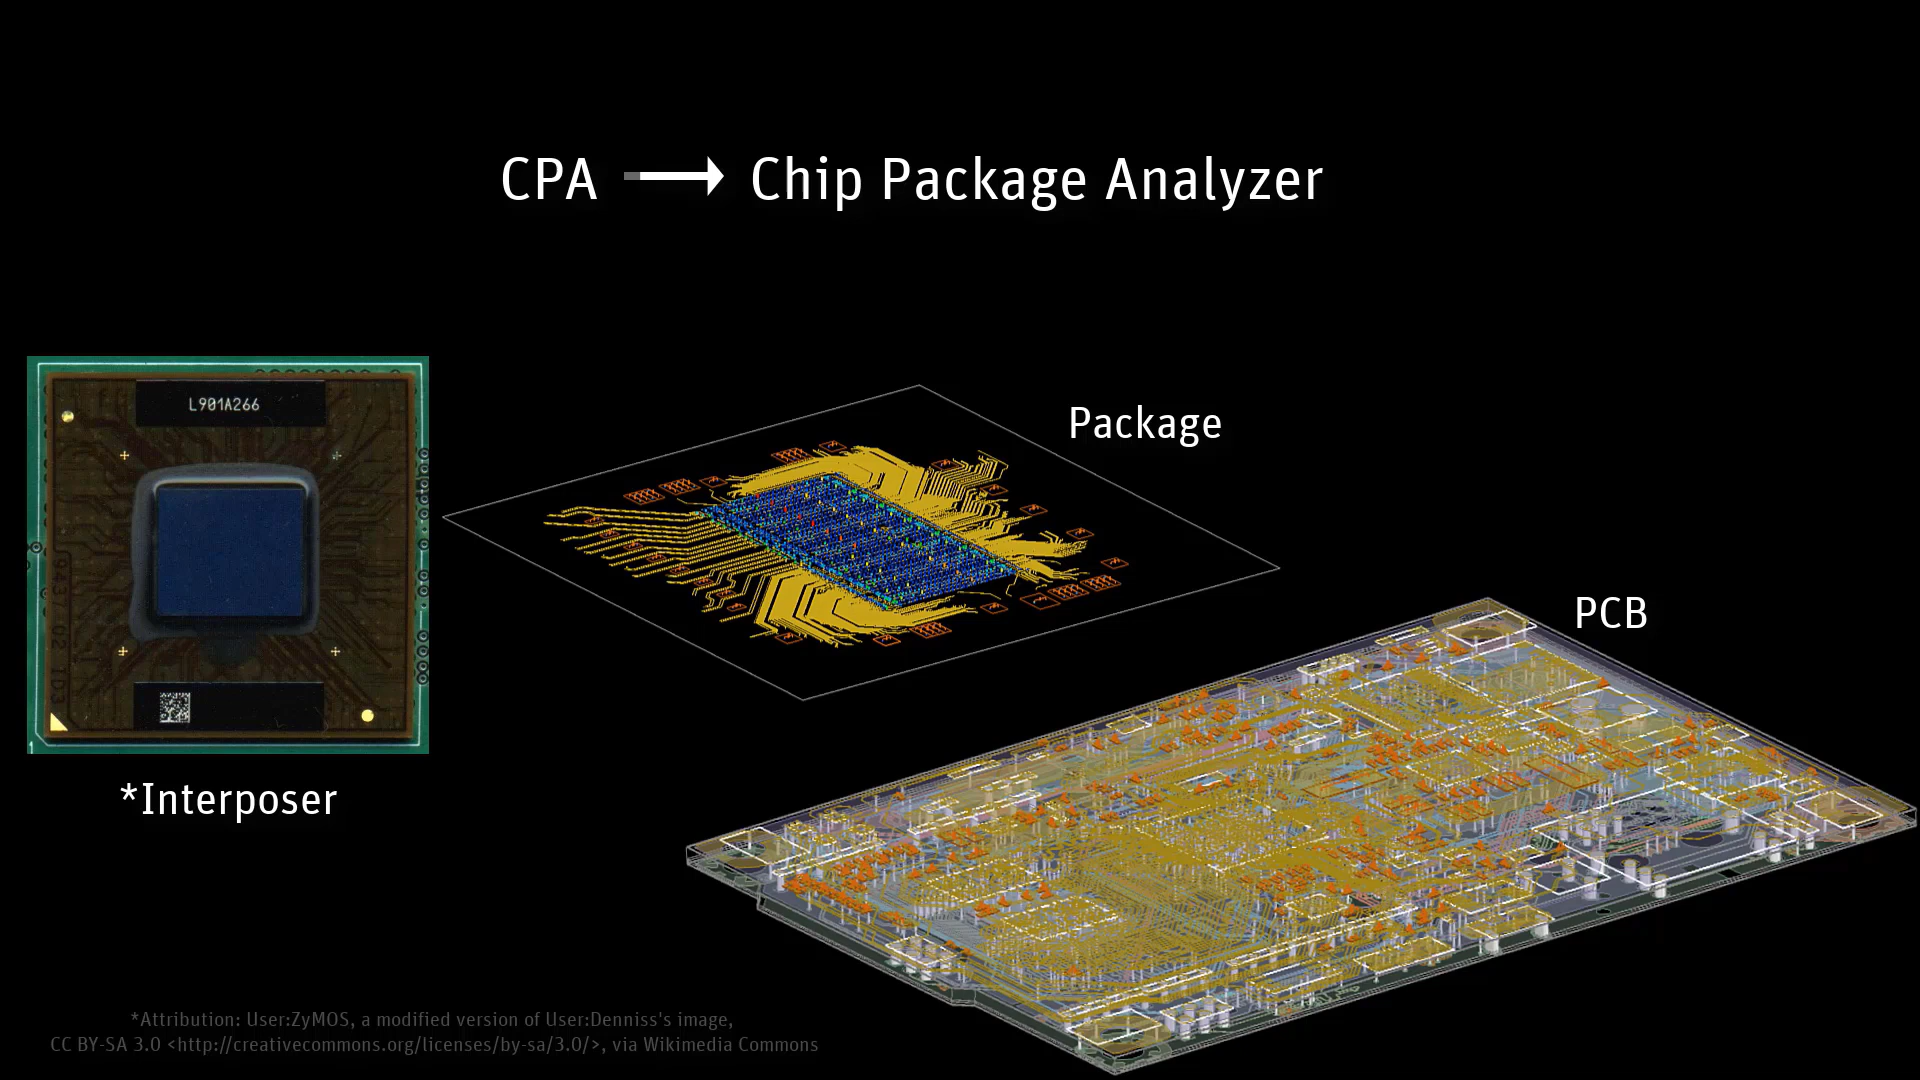 CPA → Chip Package Analyzer
L901A266
Package
PCB
*Interposer
*Attribution: User:ZyMOS, a modified version of User:Denniss's image,
CC BY-SA 3.0 <http://creativecommons.org/licenses/by-sa/3.0/>, via Wikimedia Commons